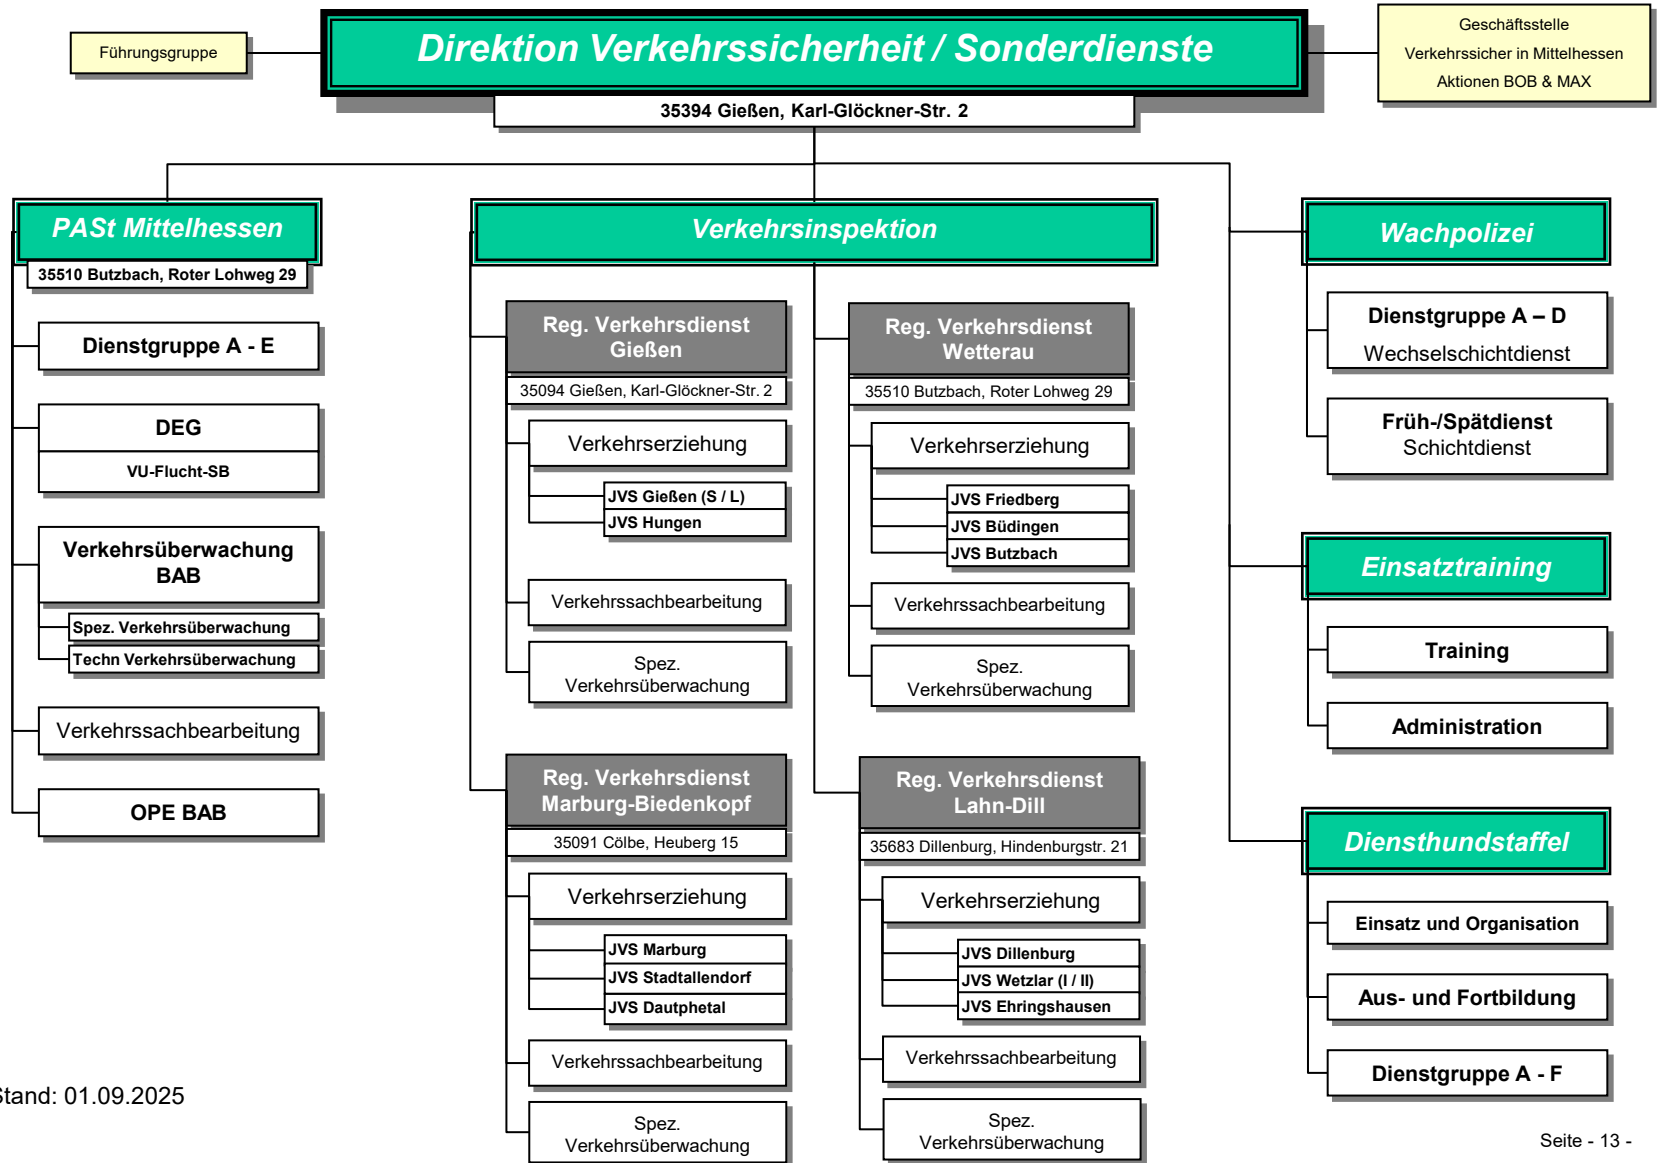 Führungsgruppe
Direktion Verkehrssicherheit / Sonderdienste
35394 Gießen, Karl-Glöckner-Str. 2
Geschäftsstelle
Verkehrssicher in Mittelhessen
Aktionen BOB & MAX
PASt Mittelhessen
35510 Butzbach, Roter Lohweg 29
Dienstgruppe A - E
DEG
VU-Flucht-SB
Verkehrsüberwachung
BAB
Spez. Verkehrsüberwachung
Techn Verkehrsüberwachung
Verkehrssachbearbeitung
OPE BAB
Verkehrsinspektion
Reg. Verkehrsdienst
Gießen
35094 Gießen, Karl-Glöckner-Str. 2
Verkehrserziehung
JVS Gießen (S / L)
JVS Hungen
Verkehrssachbearbeitung
Spez.
Verkehrsüberwachung
Reg. Verkehrsdienst
Wetterau
35510 Butzbach, Roter Lohweg 29
Verkehrserziehung
JVS Friedberg
JVS Büdingen
JVS Butzbach
Verkehrssachbearbeitung
Spez.
Verkehrsüberwachung
Reg. Verkehrsdienst
Marburg-Biedenkopf
35091 Cölbe, Heuberg 15
Verkehrserziehung
JVS Marburg
JVS Stadtallendorf
JVS Dautphetal
Verkehrssachbearbeitung
Spez.
Verkehrsüberwachung
Reg. Verkehrsdienst
Lahn-Dill
35683 Dillenburg, Hindenburgstr. 21
Verkehrserziehung
JVS Dillenburg
JVS Wetzlar (I / II)
JVS Ehringshausen
Verkehrssachbearbeitung
Spez.
Verkehrsüberwachung
Wachpolizei
Dienstgruppe A – D
Wechselschichtdienst
Früh-/Spätdienst
Schichtdienst
Einsatztraining
Training
Administration
Diensthundstaffel
Einsatz und Organisation
Aus- und Fortbildung
Dienstgruppe A - F
Stand: 01.09.2025
Seite - 13 -